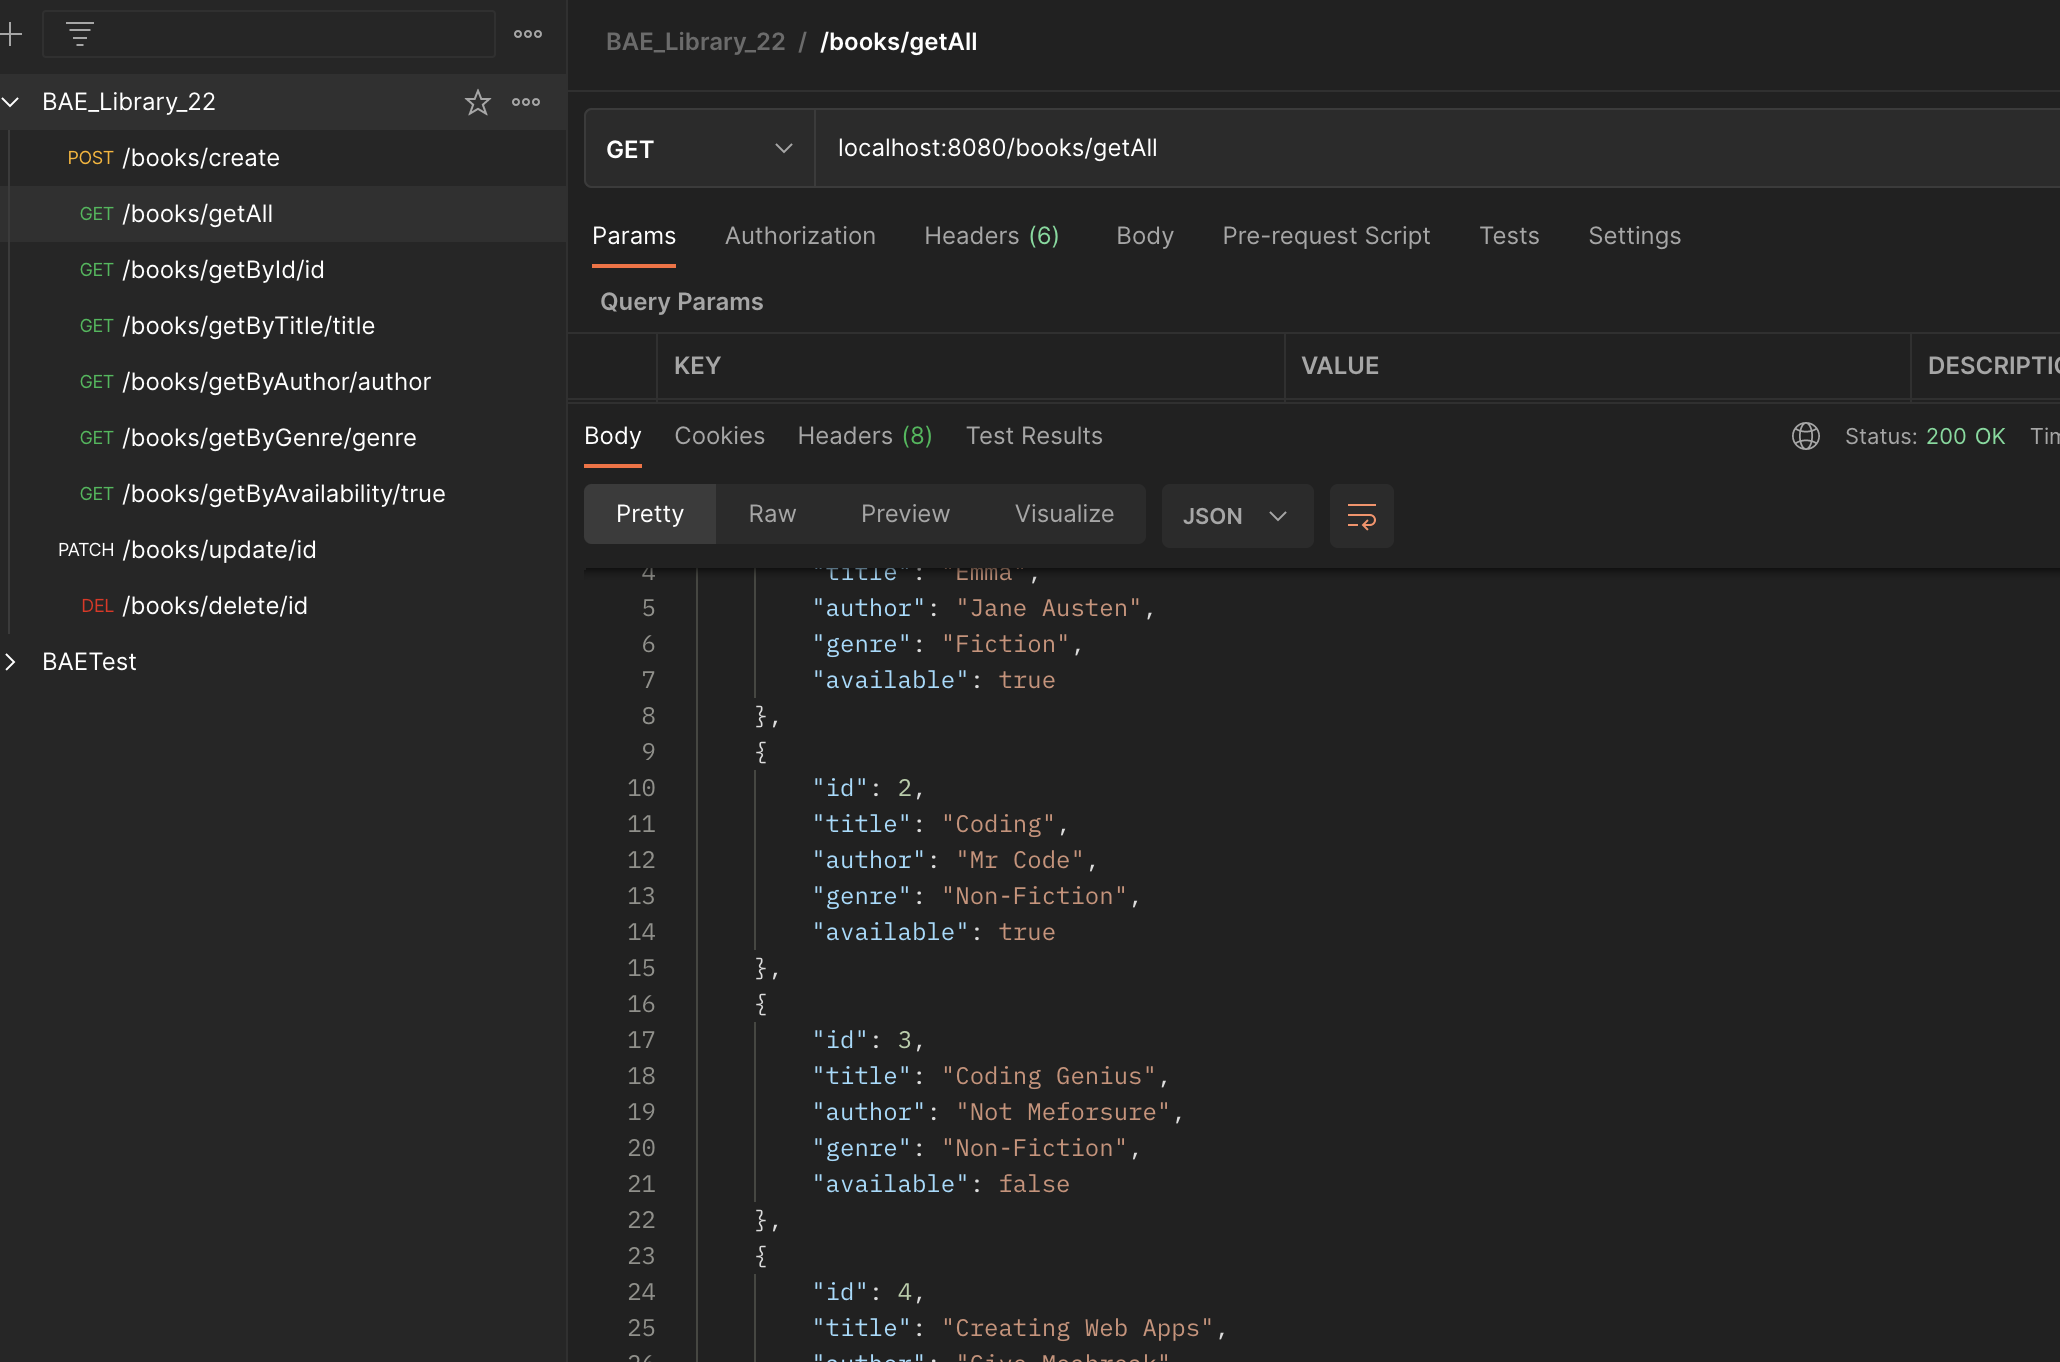 BAE_Library_22
POST /books/create
GET /books/getAll
GET /books/getById/id
GET /books/getByTitle/title
GET /books/getByAuthor/author
GET /books/getByGenre/genre
GET /books/getByAvailability/true
PATCH /books/update/id
DEL /books/delete/id
BAETest
BAE_Library_22 / /books/getAll
GET localhost:8080/books/getAll
Params Authorization Headers (6) Body Pre-request Script Tests Settings
Query Params
KEY VALUE
Body Cookies Headers (8) Test Results Status: 200 OK
Pretty Raw Preview Visualize JSON
4 "title": "Emma",
5 "author": "Jane Austen",
6 "genre": "Fiction",
7 "available": true
8 },
9 {
10 "id": 2,
11 "title": "Coding",
12 "author": "Mr Code",
13 "genre": "Non-Fiction",
14 "available": true
15 },
16 {
17 "id": 3,
18 "title": "Coding Genius",
19 "author": "Not Meforsure",
20 "genre": "Non-Fiction",
21 "available": false
22 },
23 {
24 "id": 4,
25 "title": "Creating Web Apps",
26 "author":